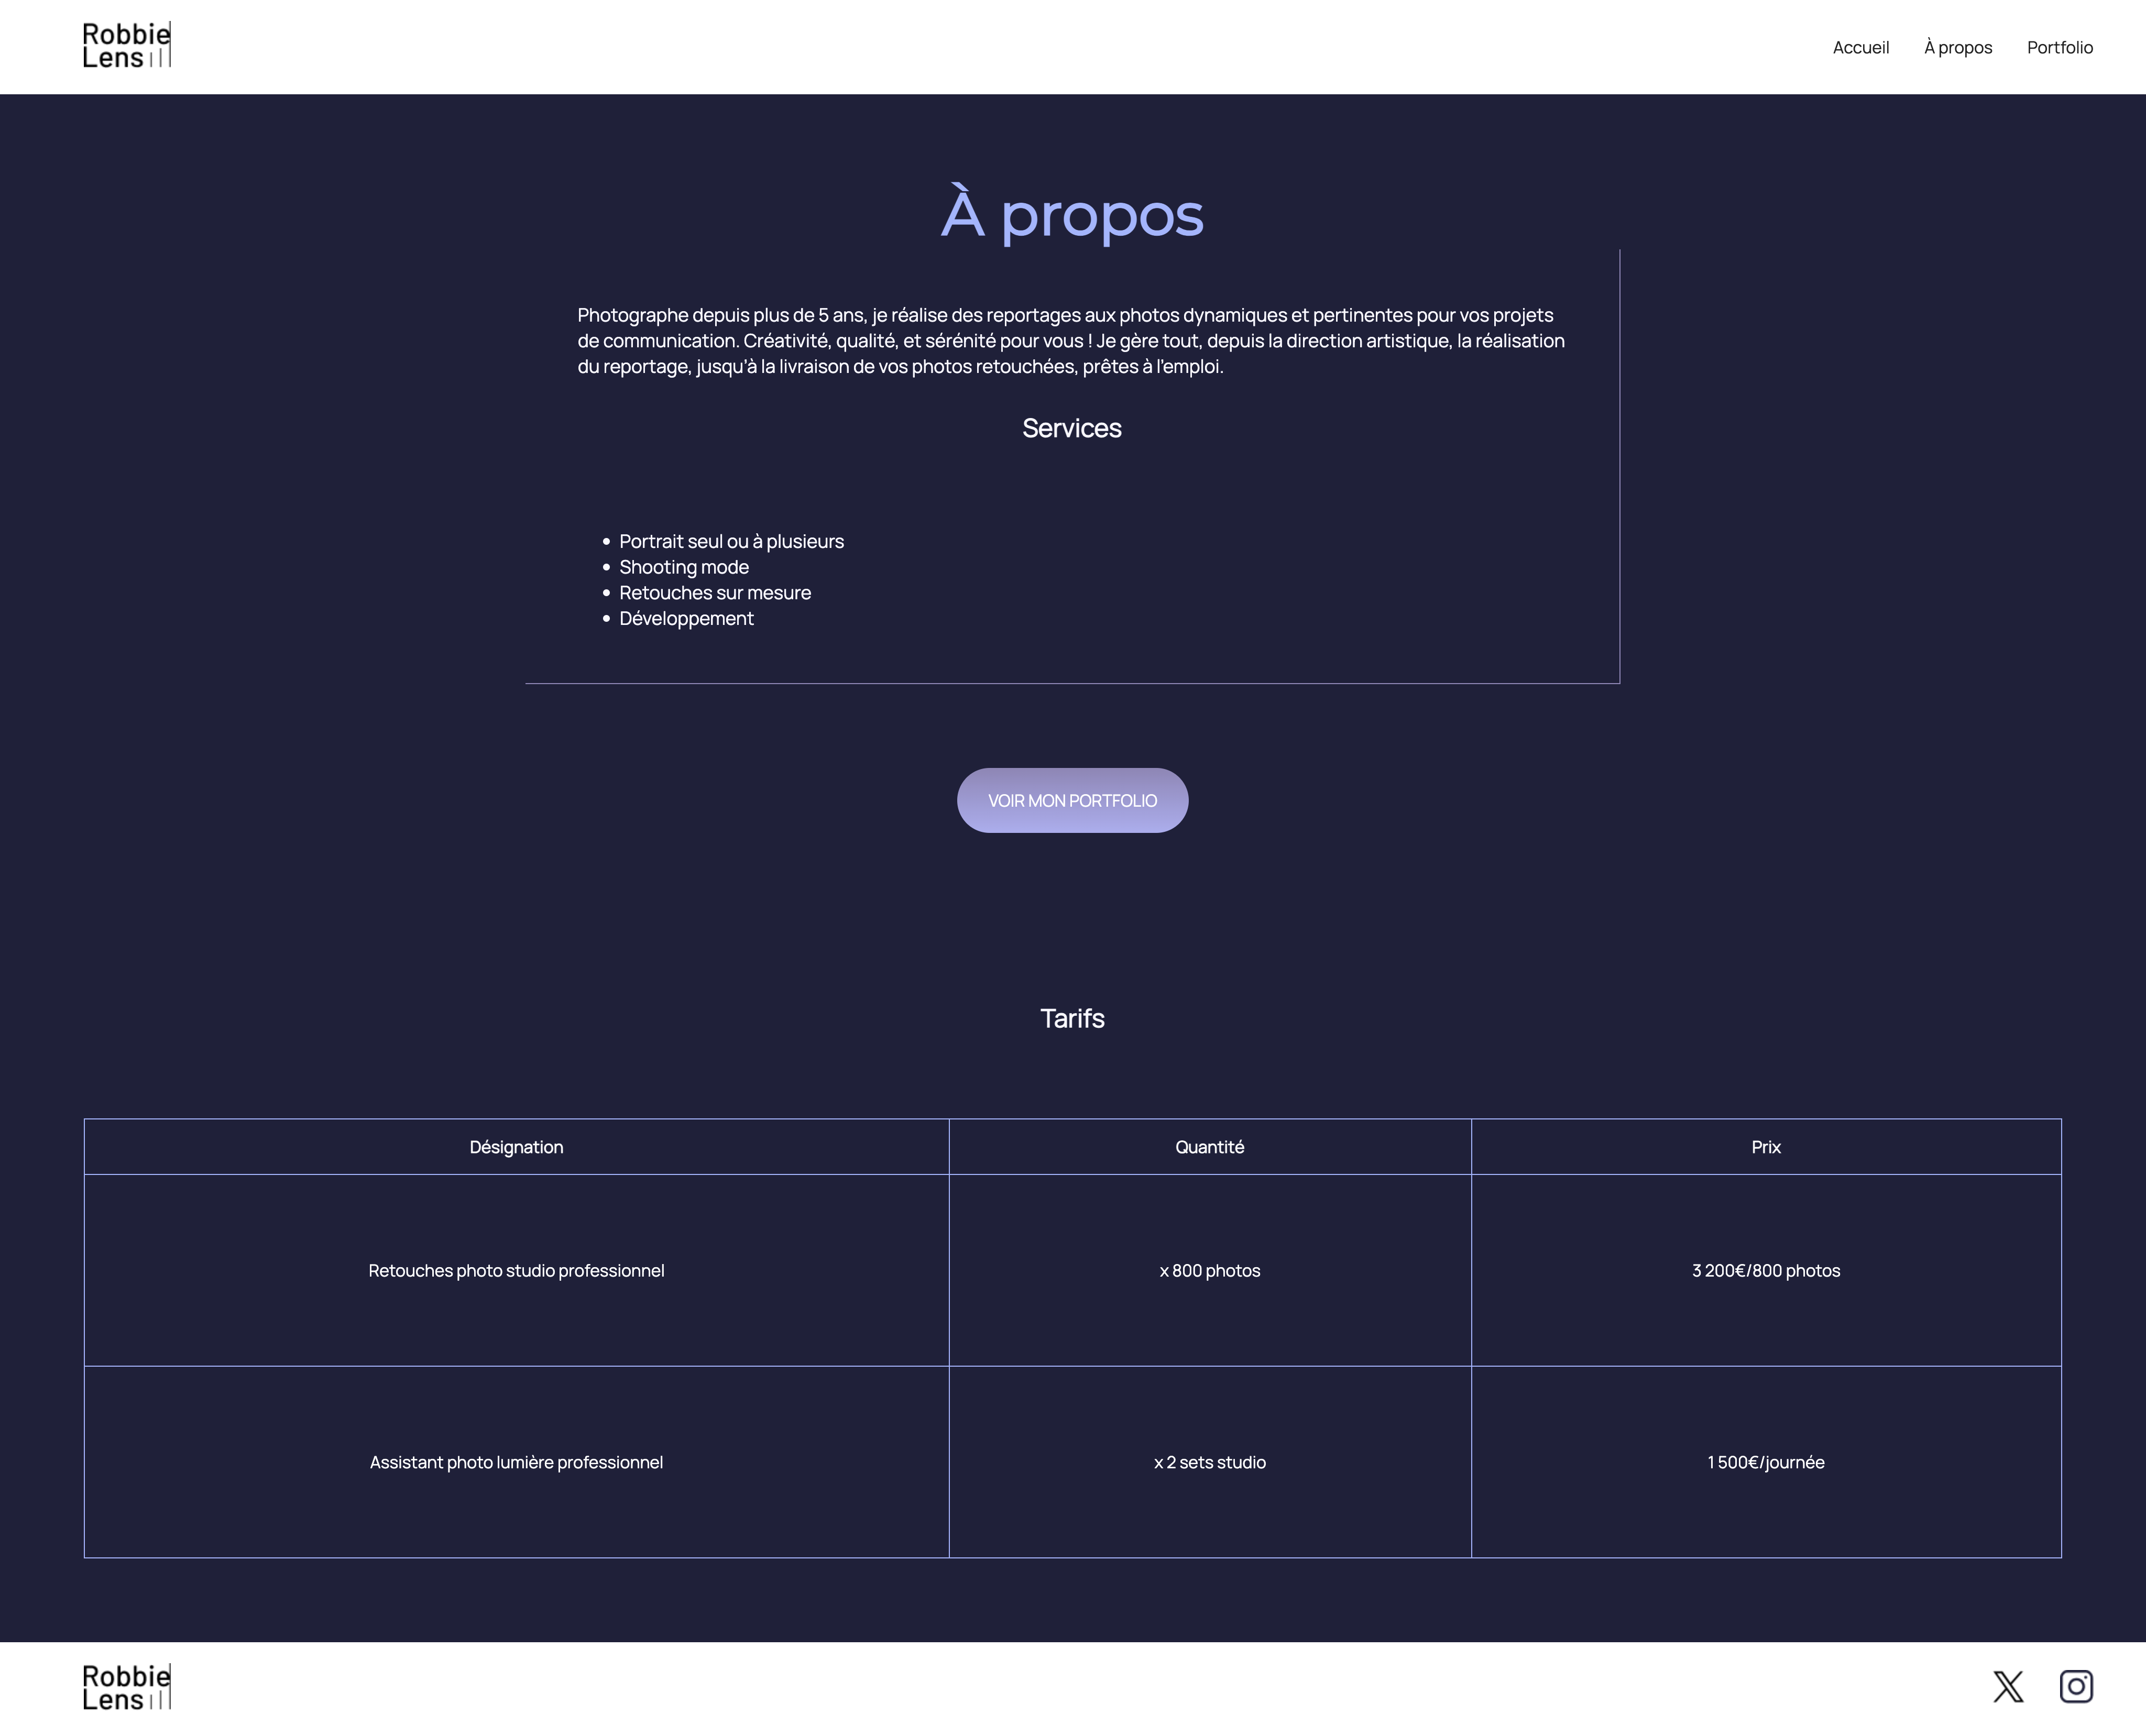 Robbie
Lens
Accueil À propos Portfolio
À propos
Photographe depuis plus de 5 ans, je réalise des reportages aux photos dynamiques et pertinentes pour vos projets
de communication. Créativité, qualité, et sérénité pour vous ! Je gère tout, depuis la direction artistique, la réalisation
du reportage, jusqu'à la livraison de vos photos retouchées, prêtes à l'emploi.
Services
• Portrait seul ou à plusieurs
• Shooting mode
• Retouches sur mesure
• Développement
VOIR MON PORTFOLIO
Tarifs
Désignation Quantité Prix
Retouches photo studio professionnel x 800 photos 3 200€/800 photos
Assistant photo lumière professionnel x 2 sets studio 1 500€/journée
Robbie
Lens